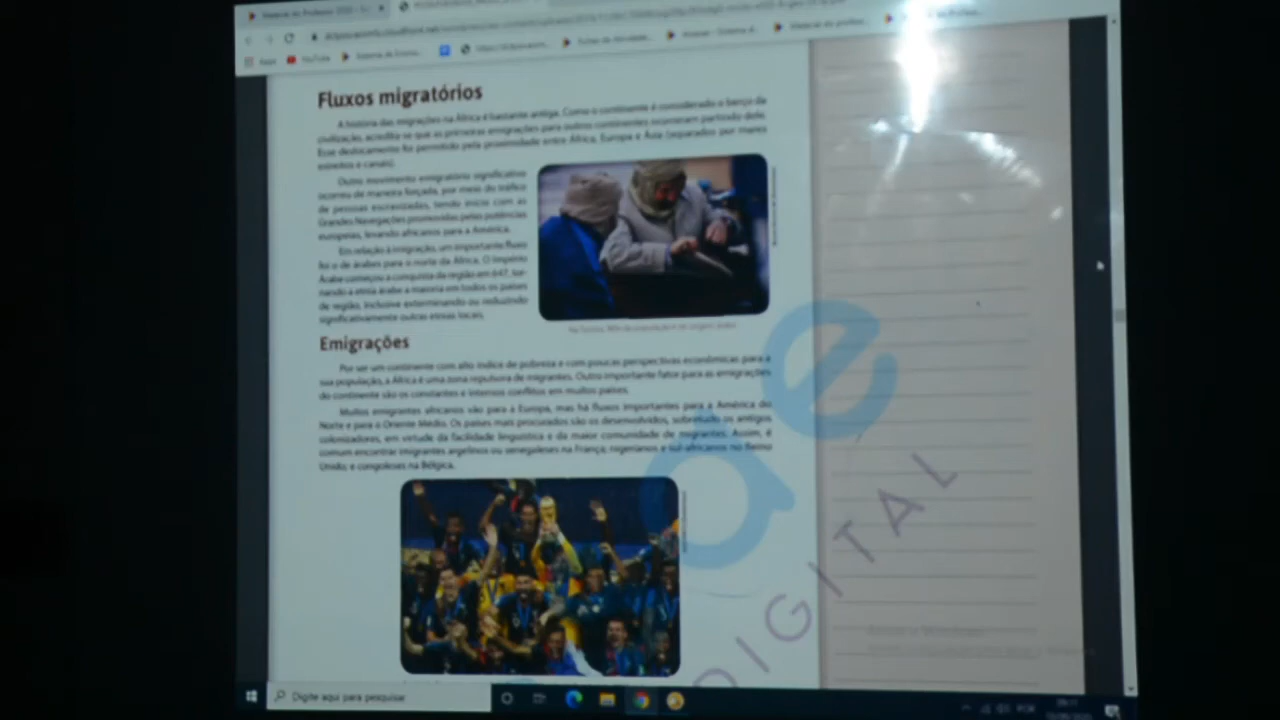 Apps
YouTube
Fluxos migratórios
A história das migrações na África é bastante antiga. Como o continente é considerado o berço da
civilização, acredita-se que as primeiras emigrações para outros continentes ocorreram partindo dele.
Esse deslocamento foi permitido pela proximidade entre África, Europa e Ásia (separados por mares
estreitos e canais).
Outro movimento emigratório significativo
ocorreu de maneira forçada, por meio do tráfico
de pessoas escravizadas, tendo início com as
Grandes Navegações promovidas pelas potências
europeias, levando africanos para a América.
Em relação à imigração, um importante fluxo
foi o de árabes para o norte da África. O Império
Árabe começou a conquista da região em 647, tor-
nando a etnia árabe a maioria em todos os países
da região, inclusive exterminando ou reduzindo
significativamente outras etnias locais.
Emigrações
Por ser um continente com alto índice de pobreza e com poucas perspectivas econômicas para a
sua população, a África é uma zona repulsora de migrantes. Outro importante fator para as emigrações
do continente são os constantes e intensos conflitos em muitos países.
Muitos emigrantes africanos vão para a Europa, mas há fluxos importantes para a América do
Norte e para o Oriente Médio. Os países mais procurados são os desenvolvidos, sobretudo os antigos
colonizadores, em virtude da facilidade linguística e da maior comunidade de migrantes. Assim, é
comum encontrar imigrantes argelinos ou senegaleses na França; nigerianos e sul-africanos no Reino
Unido; e congoleses na Bélgica.
DIGITAL
Digite aqui para pesquisar